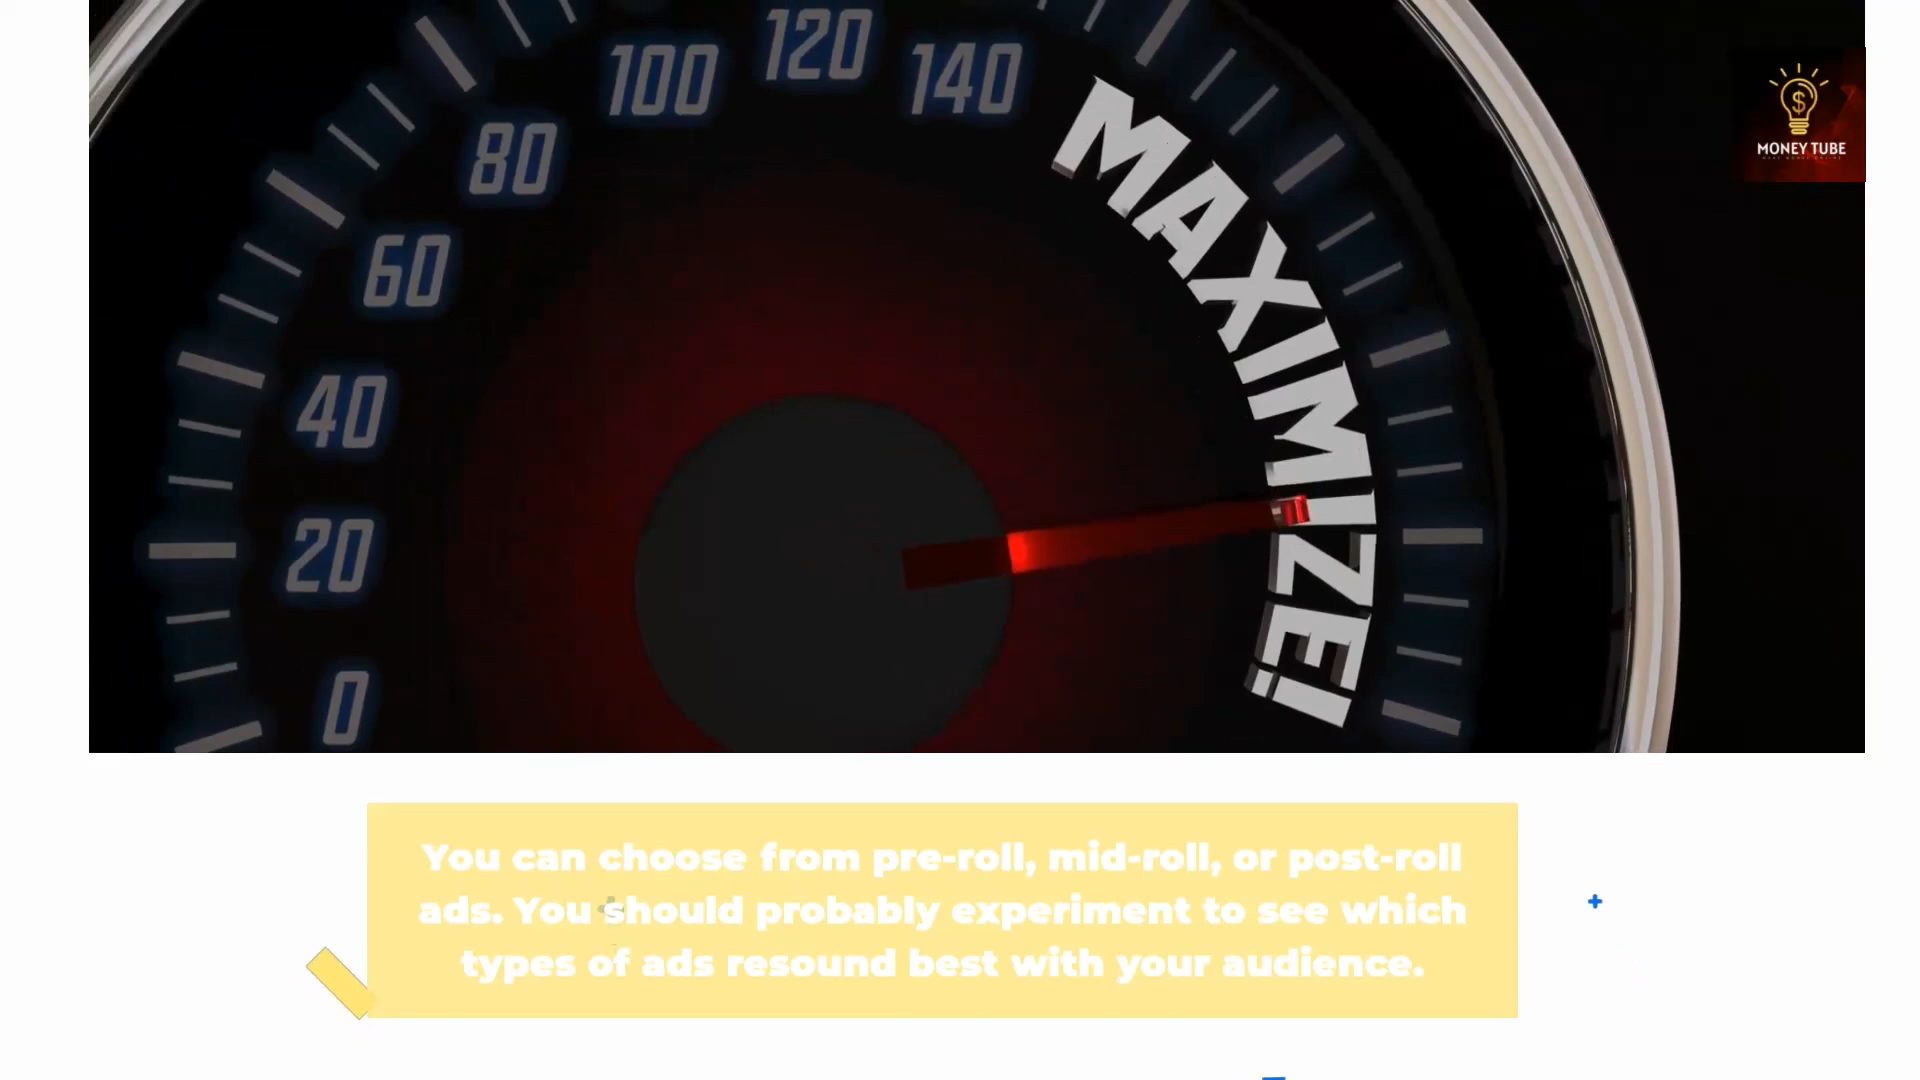 120
100
140
80
60
40
20
0
MAXIMIZE!
$
MONEY TUBE
You can choose from pre-roll, mid-roll, or post-roll
ads. You should probably experiment to see which
types of ads resound best with your audience.